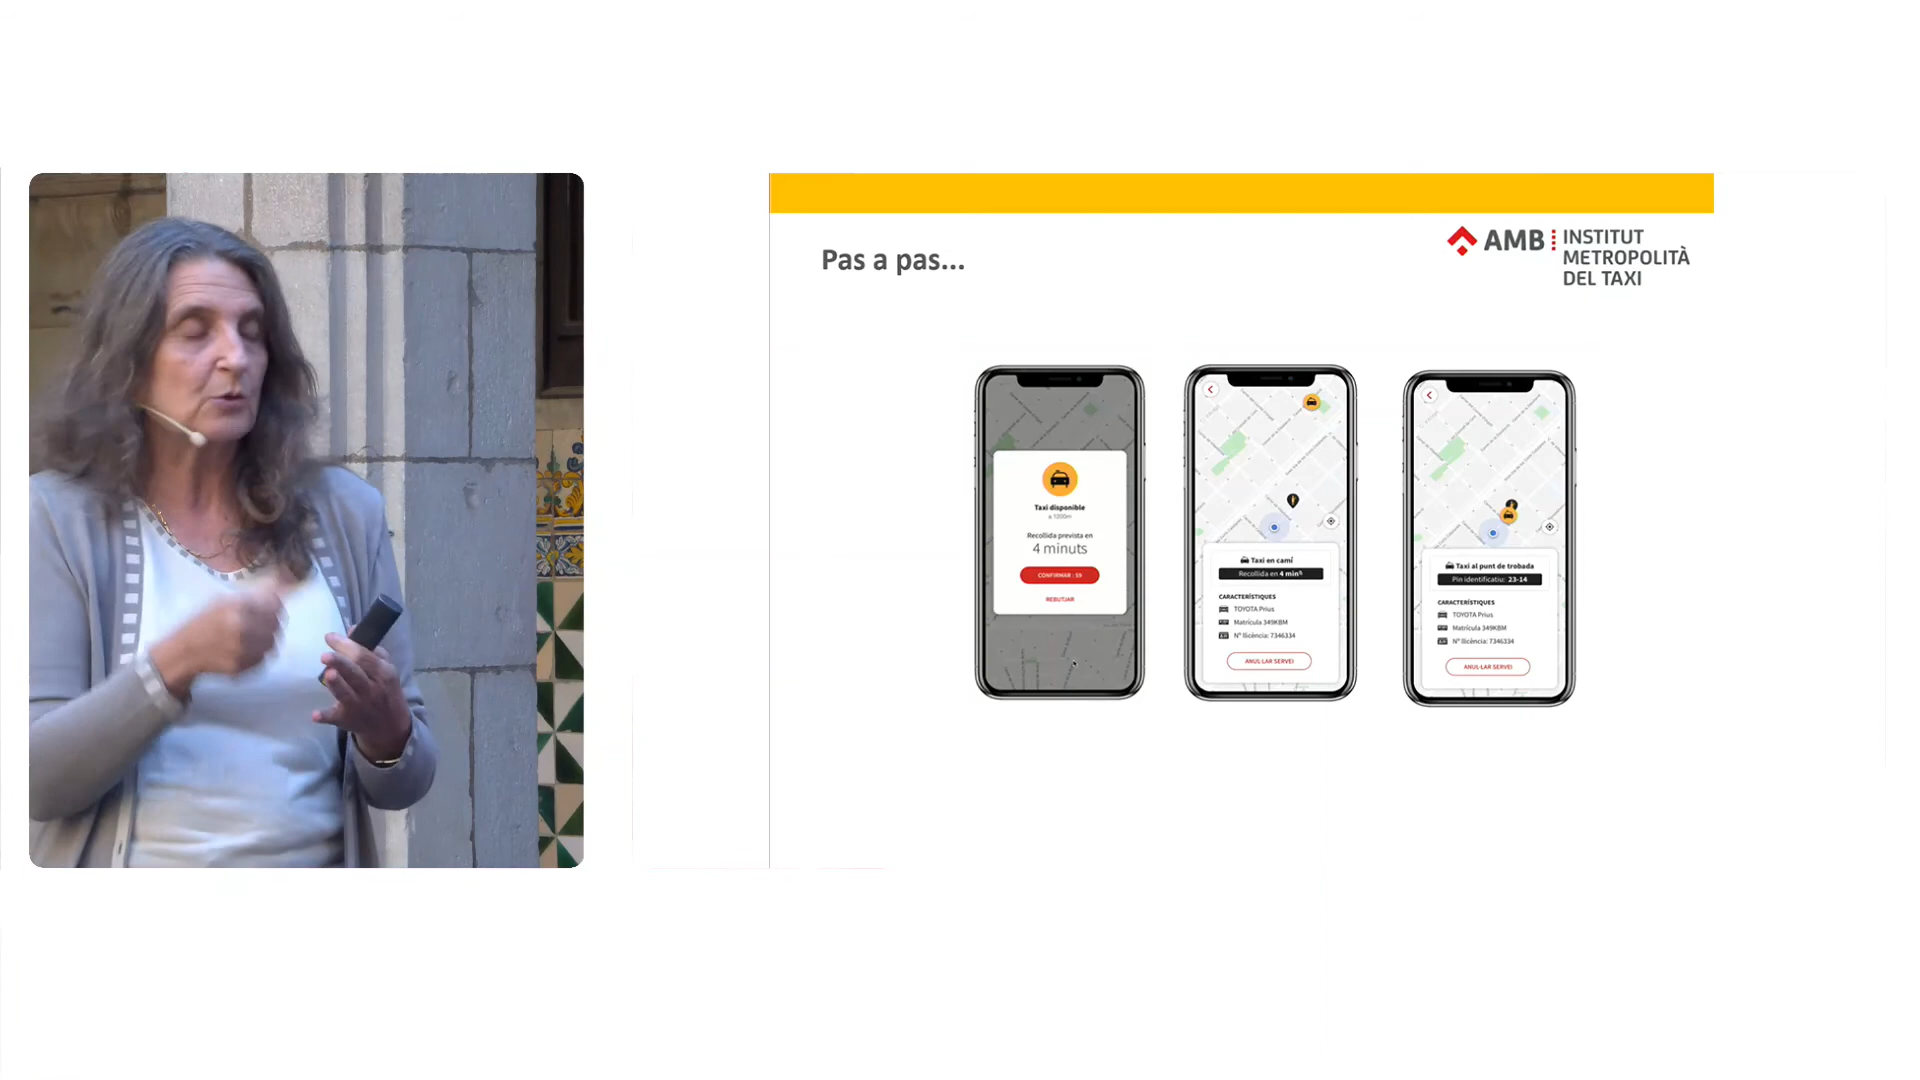 Pas a pas...
AMB
INSTITUT
METROPOLITÀ
DEL TAXI
Taxi disponible
a 1200m
Recollida prevista en
4 minuts
CONFIRMAR : 59
REBUTJAR
Taxi en camí
Recollida en 4 min
CARACTERÍSTIQUES
TOYOTA Prius
Matrícula 349KBM
Nº llicència: 7346334
ANUL·LAR SERVEI
Taxi al punt de trobada
Pin identificatiu: 23-14
CARACTERÍSTIQUES
TOYOTA Prius
Matrícula 349KBM
Nº llicència: 7346334
ANUL·LAR SERVEI